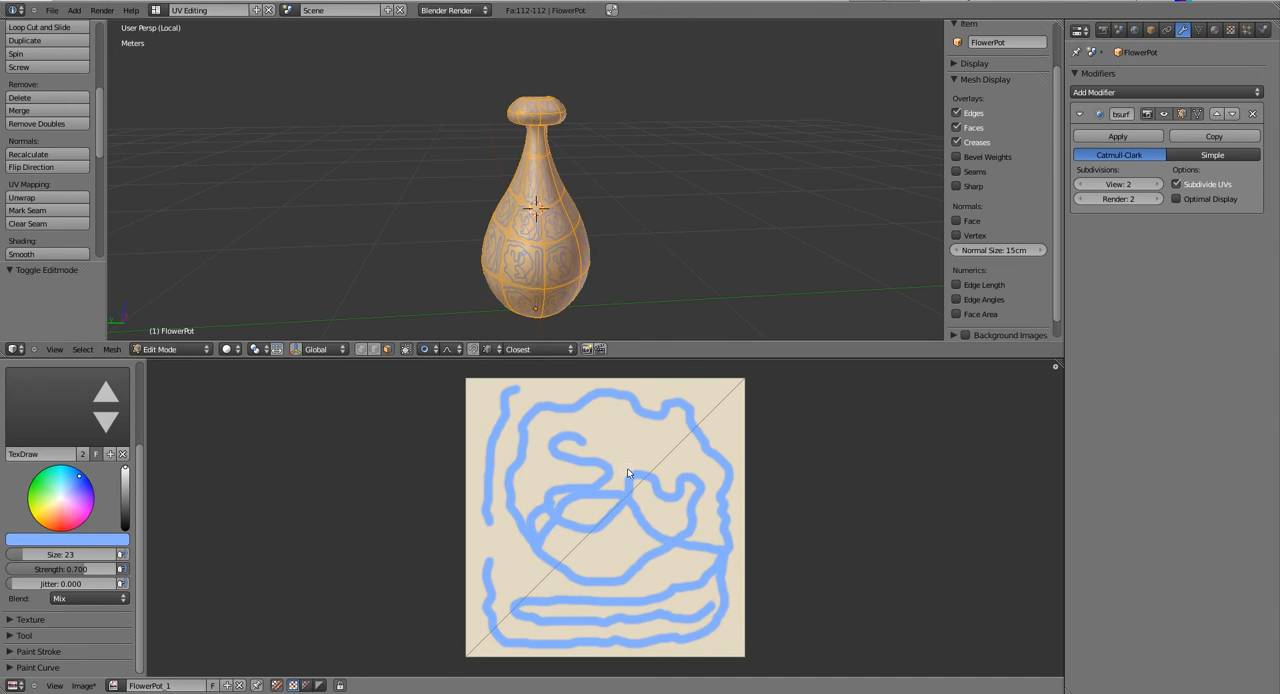 File Add Render Help UV Editing Scene Blender Render Fa:112-112 | FlowerPot
Loop Cut and Slide
Duplicate
Spin
Screw
Remove:
Delete
Merge
Remove Doubles
Normals:
Recalculate
Flip Direction
UV Mapping:
Unwrap
Mark Seam
Clear Seam
Shading:
Smooth
Toggle Editmode
User Persp (Local)
Meters
(1) FlowerPot
Item
FlowerPot
Display
Mesh Display
Overlays:
Edges
Faces
Creases
Bevel Weights
Seams
Sharp
Normals:
Face
Vertex
Normal Size: 15cm
Numerics:
Edge Length
Edge Angles
Face Area
Background Images
FlowerPot
Modifiers
Add Modifier
bsurf
Apply Copy
Catmull-Clark Simple
Subdivisions: Options:
View: 2 Subdivide UVs
Render: 2 Optimal Display
View Select Mesh Edit Mode Global Closest
TexDraw 2 F
Size: 23
Strength: 0.700
Jitter: 0.000
Blend: Mix
Texture
Tool
Paint Stroke
Paint Curve
View Image* FlowerPot_1 F